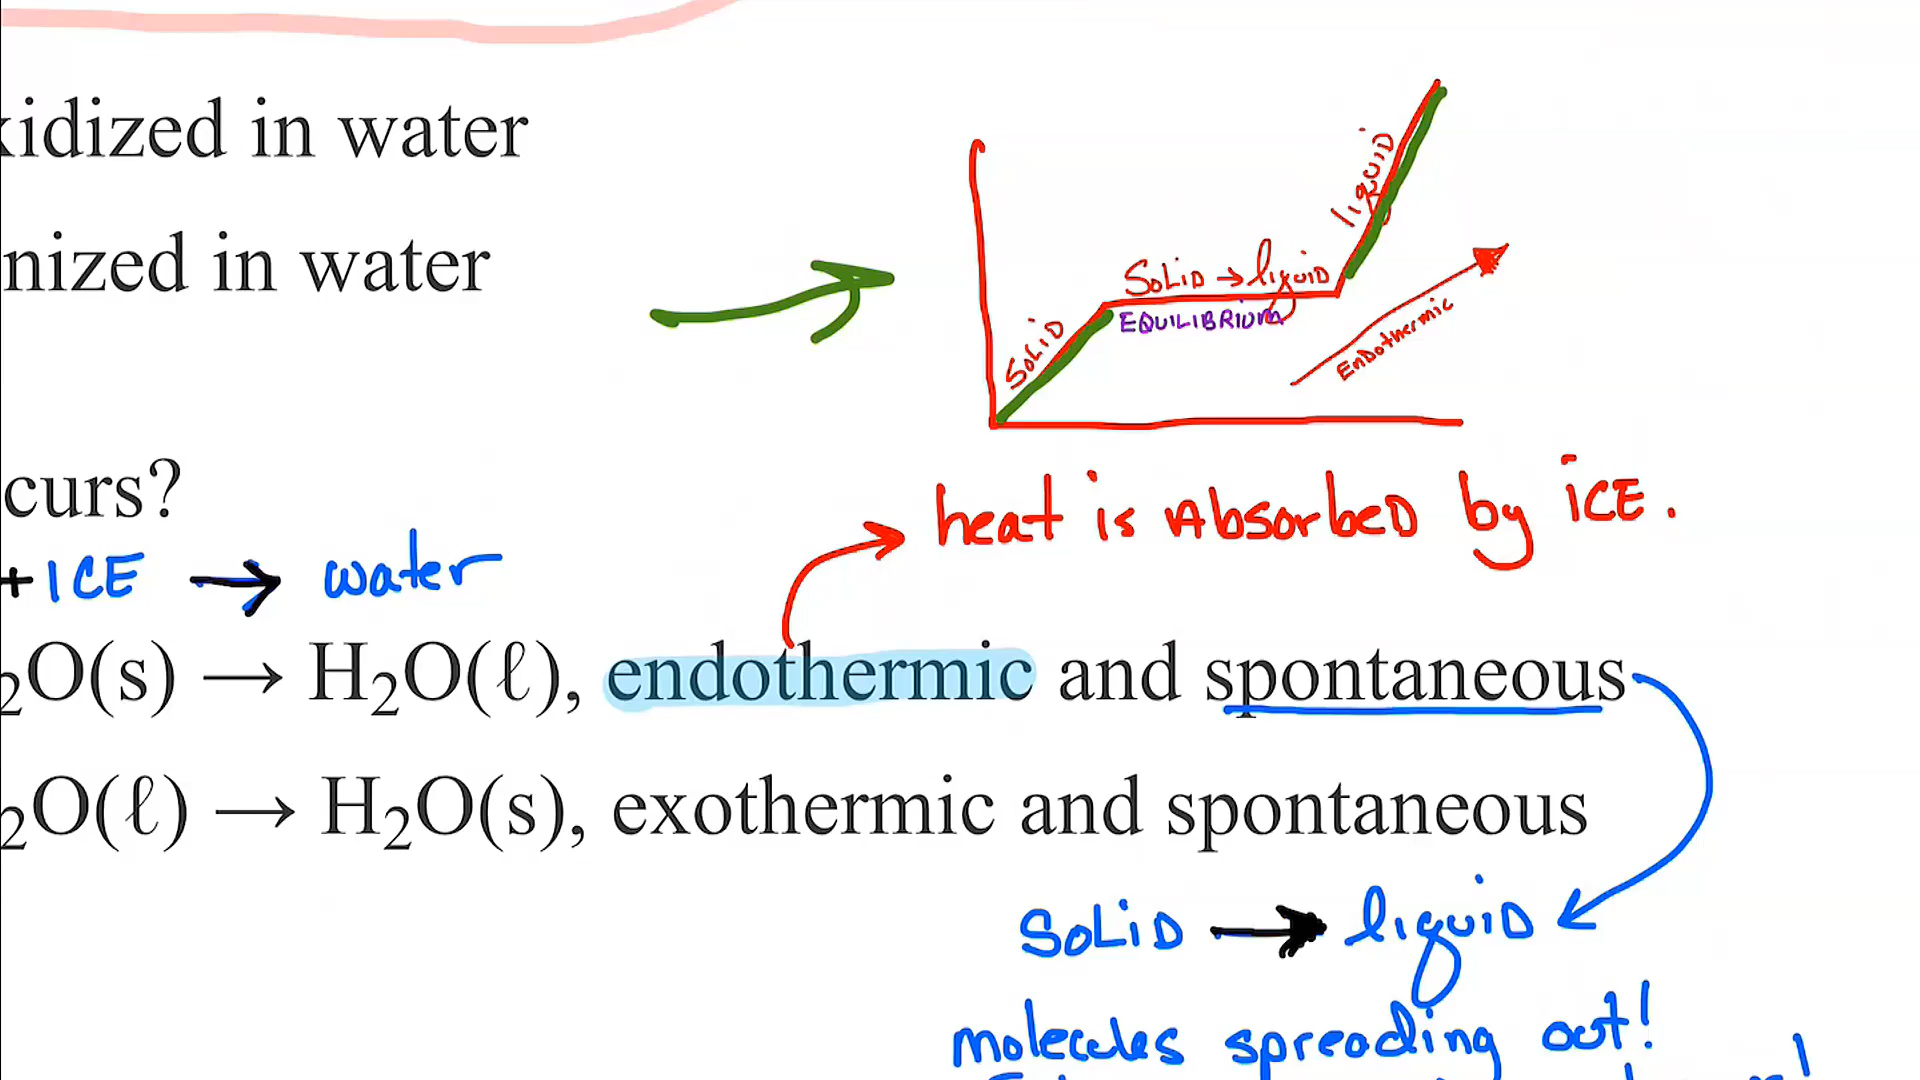 xidized in water
nized in water
SOLID
SOLID → liquid
EQUILIBRIUM
liquid
ENDOthermic
curs?
heat is AbsorbeD by ICE.
+ ICE → water
₂O(s) → H₂O(ℓ), endothermic and spontaneous
₂O(ℓ) → H₂O(s), exothermic and spontaneous
SOLID → liquid
molecules spreading out!